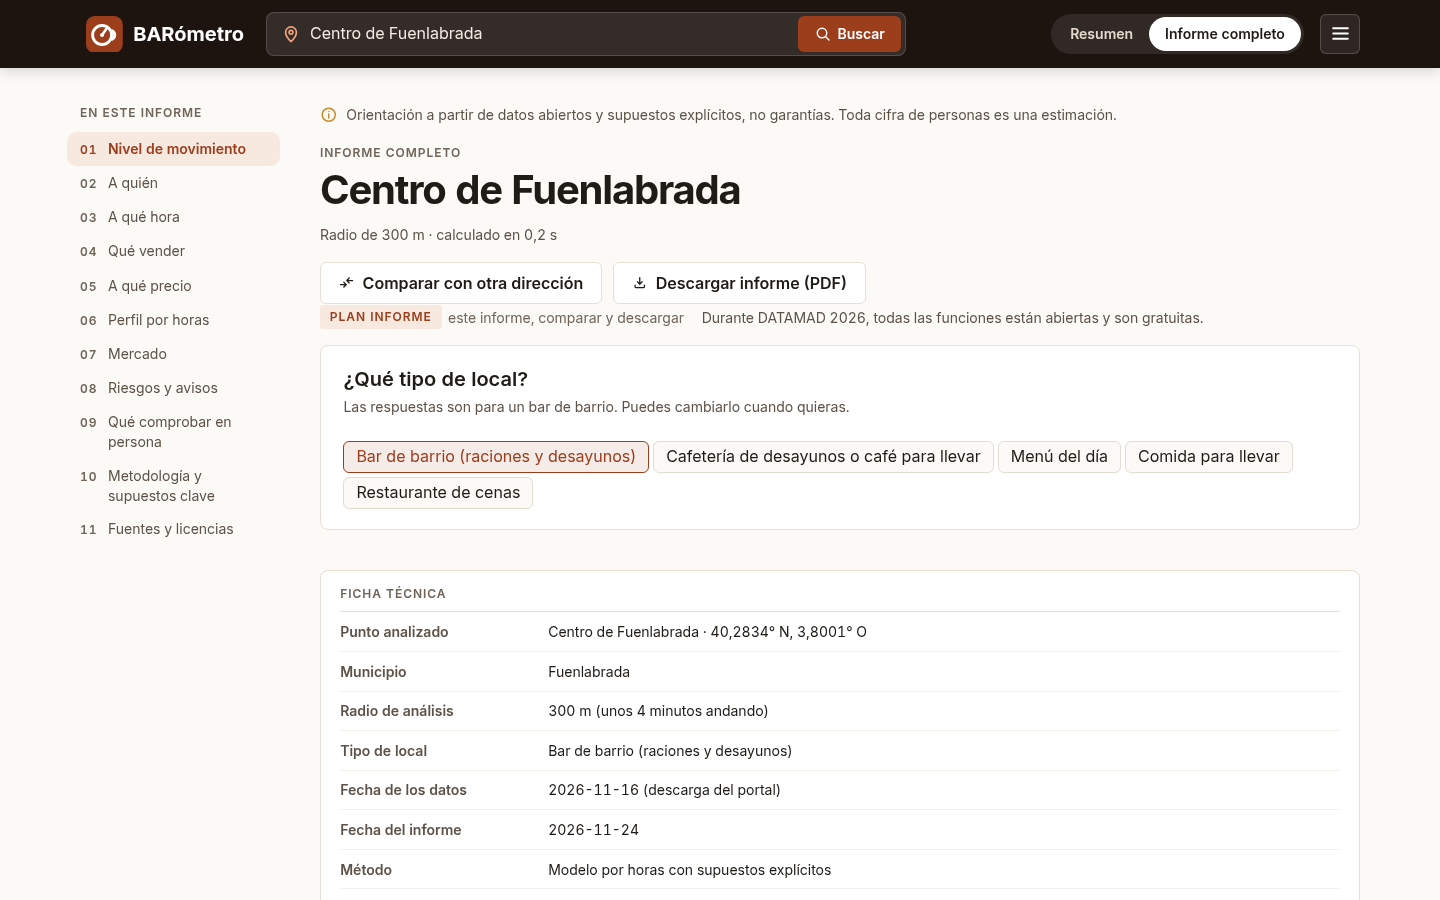 BARómetro
Centro de Fuenlabrada
Buscar
Resumen
Informe completo
EN ESTE INFORME
01 Nivel de movimiento
02 A quién
03 A qué hora
04 Qué vender
05 A qué precio
06 Perfil por horas
07 Mercado
08 Riesgos y avisos
09 Qué comprobar en
persona
10 Metodología y
supuestos clave
11 Fuentes y licencias
Orientación a partir de datos abiertos y supuestos explícitos, no garantías. Toda cifra de personas es una estimación.
INFORME COMPLETO
Centro de Fuenlabrada
Radio de 300 m · calculado en 0,2 s
Comparar con otra dirección
Descargar informe (PDF)
PLAN INFORME este informe, comparar y descargar Durante DATAMAD 2026, todas las funciones están abiertas y son gratuitas.
¿Qué tipo de local?
Las respuestas son para un bar de barrio. Puedes cambiarlo cuando quieras.
Bar de barrio (raciones y desayunos)
Cafetería de desayunos o café para llevar
Menú del día
Comida para llevar
Restaurante de cenas
FICHA TÉCNICA
Punto analizado Centro de Fuenlabrada · 40,2834° N, 3,8001° O
Municipio Fuenlabrada
Radio de análisis 300 m (unos 4 minutos andando)
Tipo de local Bar de barrio (raciones y desayunos)
Fecha de los datos 2026-11-16 (descarga del portal)
Fecha del informe 2026-11-24
Método Modelo por horas con supuestos explícitos